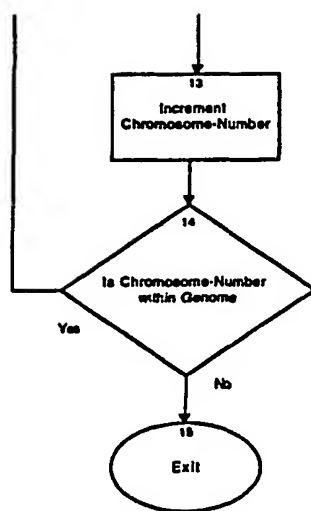 13
Increment
Chromosome-Number
14
Is Chromosome-Number
within Genome
Yes
No
15
Exit